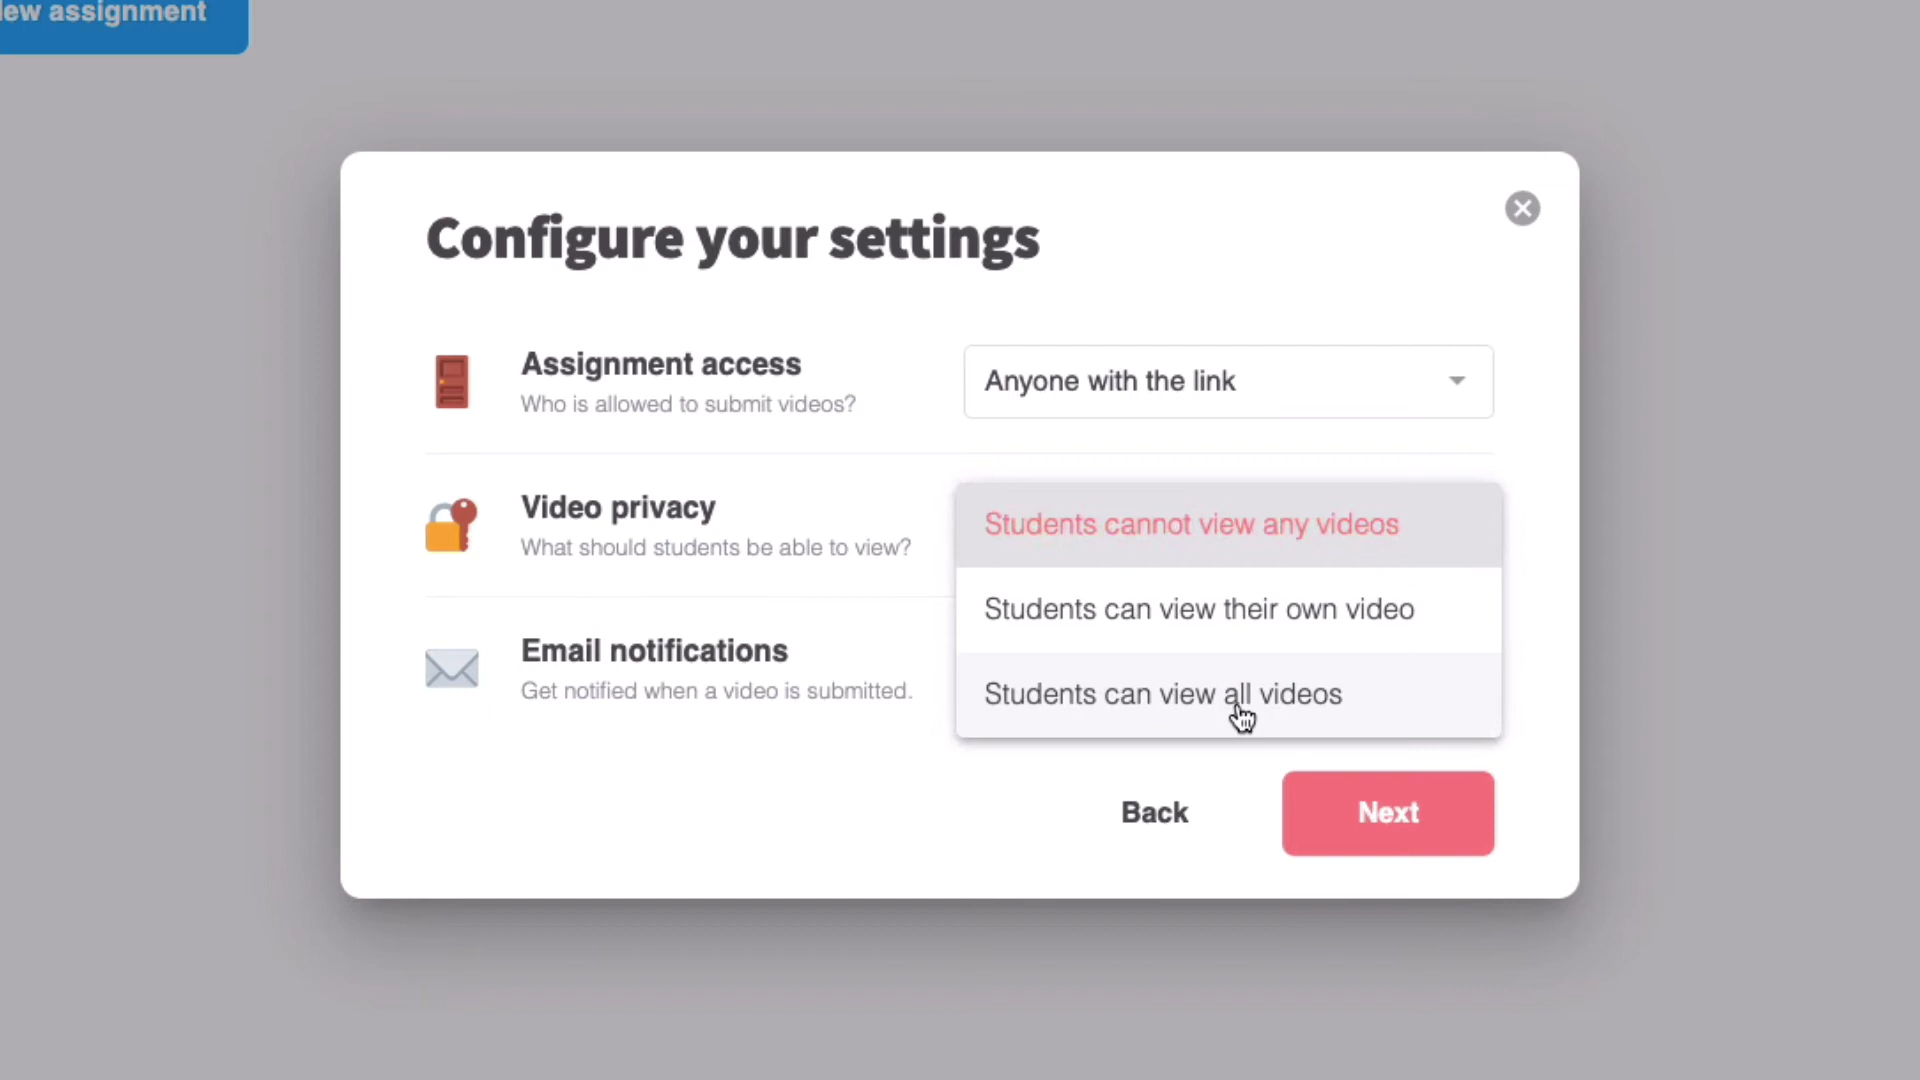 ew assignment
Configure your settings
Assignment access
Who is allowed to submit videos?
Anyone with the link
Video privacy
What should students be able to view?
Students cannot view any videos
Students can view their own video
Students can view all videos
Email notifications
Get notified when a video is submitted.
Back
Next